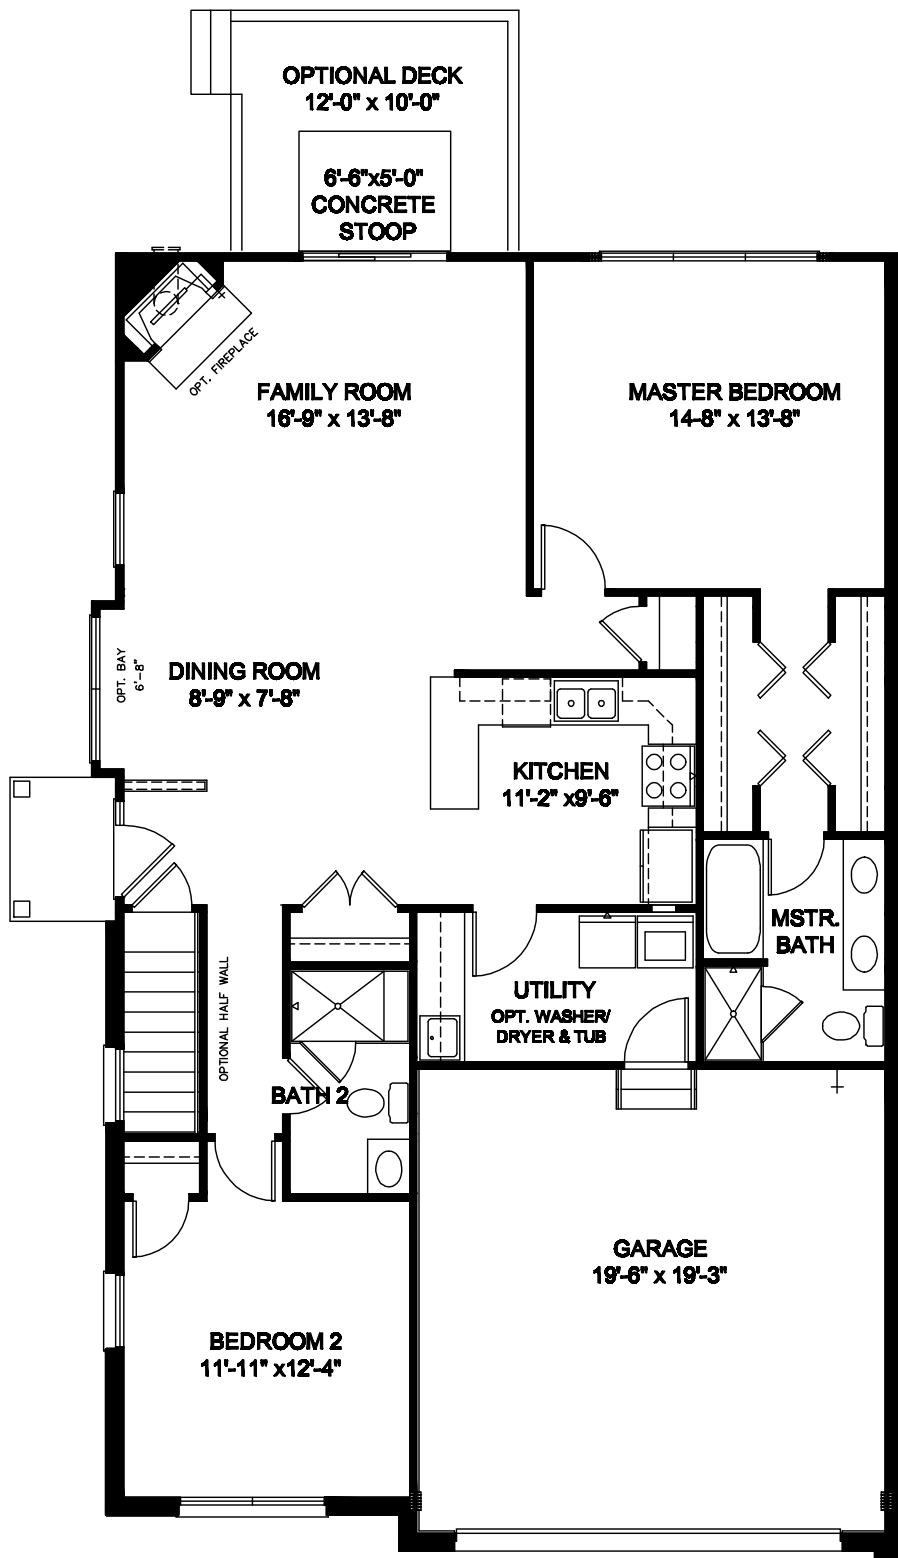 OPTIONAL DECK
12'-0" x 10'-0"
6'-6"x5'-0"
CONCRETE
STOOP
OPT. FIREPLACE
FAMILY ROOM
16'-9" x 13'-8"
MASTER BEDROOM
14-8" x 13'-8"
OPT. BAY
6'-8"
DINING ROOM
8'-9" x 7'-8"
KITCHEN
11'-2" x9'-6"
MSTR.
BATH
OPTIONAL HALF WALL
UTILITY
OPT. WASHER/
DRYER & TUB
BATH 2
GARAGE
19'-6" x 19'-3"
BEDROOM 2
11'-11" x12'-4"